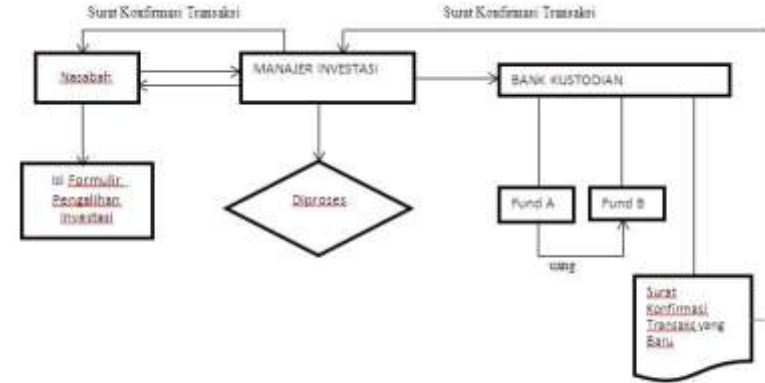 Surat Konfirmasi Transaksi
Surat Konfirmasi Transaksi
Nasabah
MANAJER INVESTASI
BANK KUSTODIAN
Isi Formulir
Pengalihan
Investasi
Diproses
Fund A
Fund B
uang
Surat
Konfirmasi
Transaksi yang
Baru